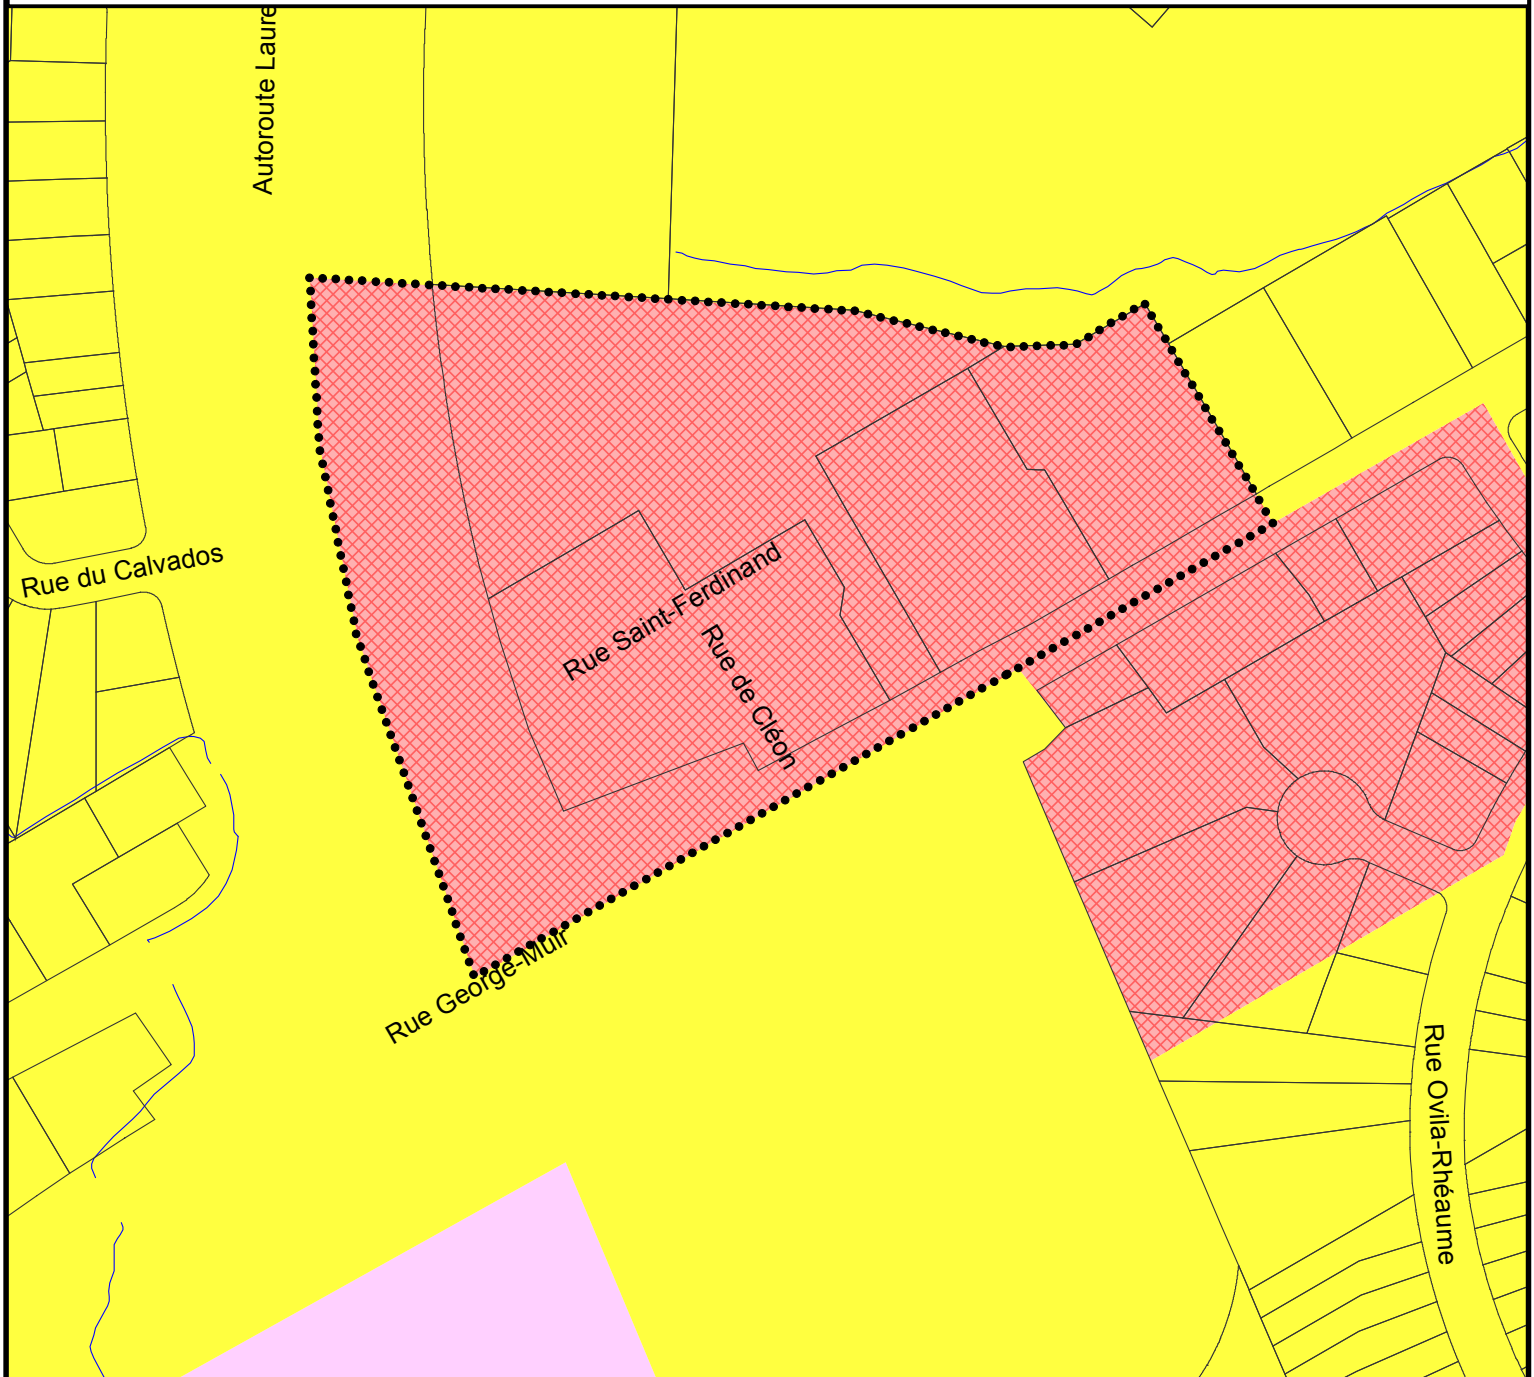 Autoroute Laure
Rue du Calvados
Rue Saint-Ferdinand
Rue de Cléon
Rue George-Muir
Rue Ovila-Rhéaume